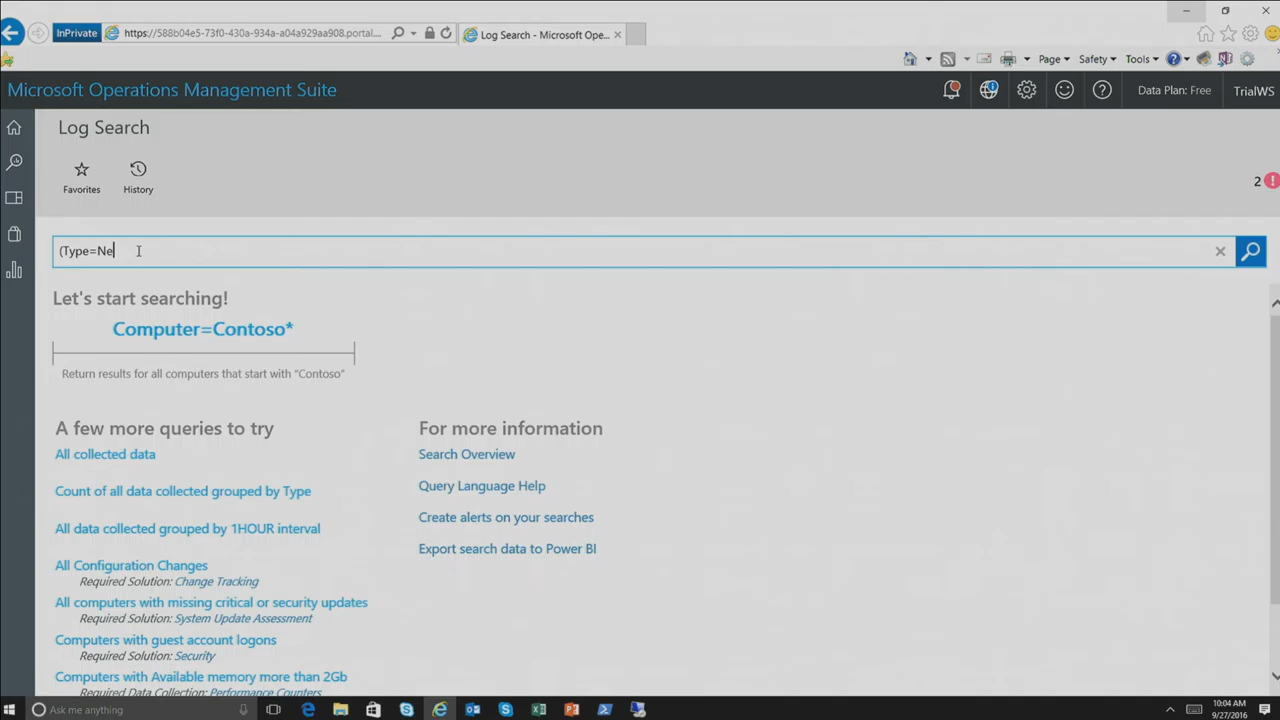 InPrivate
https://588b04e5-73f0-430a-934a-a04a929aa908.portal...
Log Search - Microsoft Ope...
Page
Safety
Tools
Microsoft Operations Management Suite
Data Plan: Free
TrialWS
Log Search
Favorites
History
2
(Type=Ne
Let's start searching!
Computer=Contoso*
Return results for all computers that start with "Contoso"
A few more queries to try
All collected data
Count of all data collected grouped by Type
All data collected grouped by 1HOUR interval
All Configuration Changes
Required Solution: Change Tracking
All computers with missing critical or security updates
Required Solution: System Update Assessment
Computers with guest account logons
Required Solution: Security
Computers with Available memory more than 2Gb
Required Data Collection: Performance Counters
For more information
Search Overview
Query Language Help
Create alerts on your searches
Export search data to Power BI
Ask me anything
10:04 AM
9/27/2016